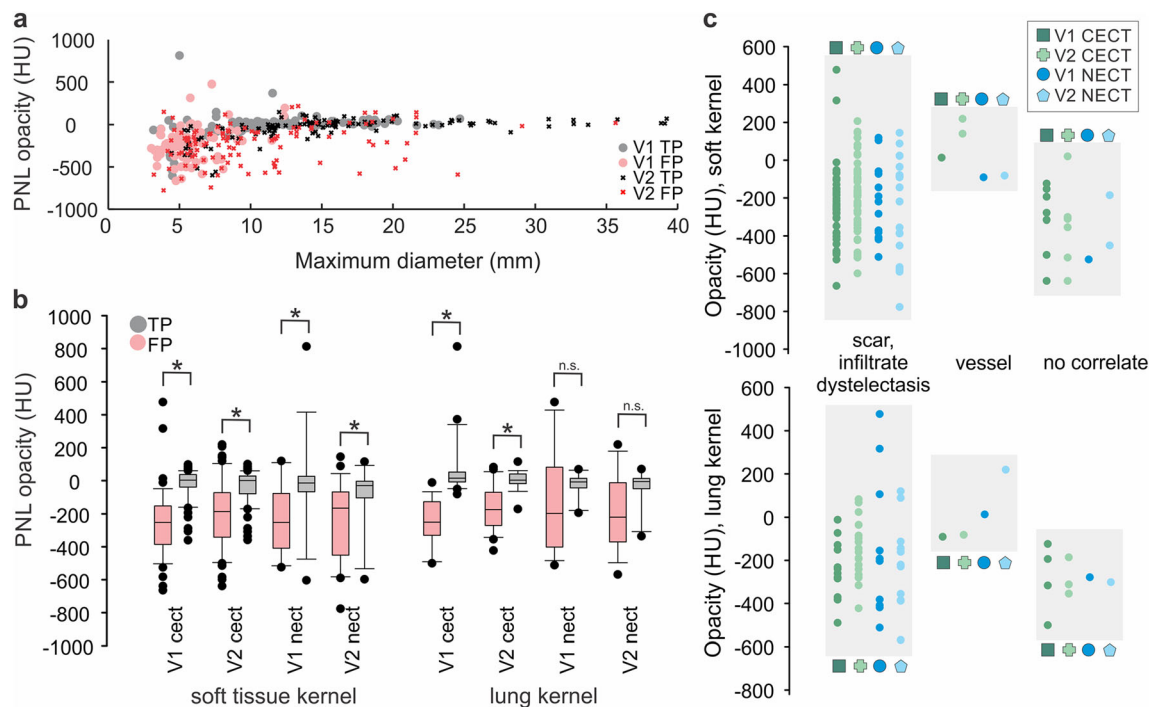 a
PNL opacity (HU)
1000
500
0
-500
-1000
0
5
10
15
20
25
30
35
40
Maximum diameter (mm)
V1 TP
V1 FP
V2 TP
V2 FP
b
PNL opacity (HU)
1000
800
600
400
200
0
-200
-400
-600
-800
-1000
TP
FP
*
*
*
*
*
*
n.s.
n.s.
V1 cect
V2 cect
V1 nect
V2 nect
V1 cect
V2 cect
V1 nect
V2 nect
soft tissue kernel
lung kernel
c
Opacity (HU), soft kernel
600
400
200
0
-200
-400
-600
-800
-1000
V1 CECT
V2 CECT
V1 NECT
V2 NECT
scar,
infiltrate
dystelectasis
vessel
no correlate
Opacity (HU), lung kernel
600
400
200
0
-200
-400
-600
-800